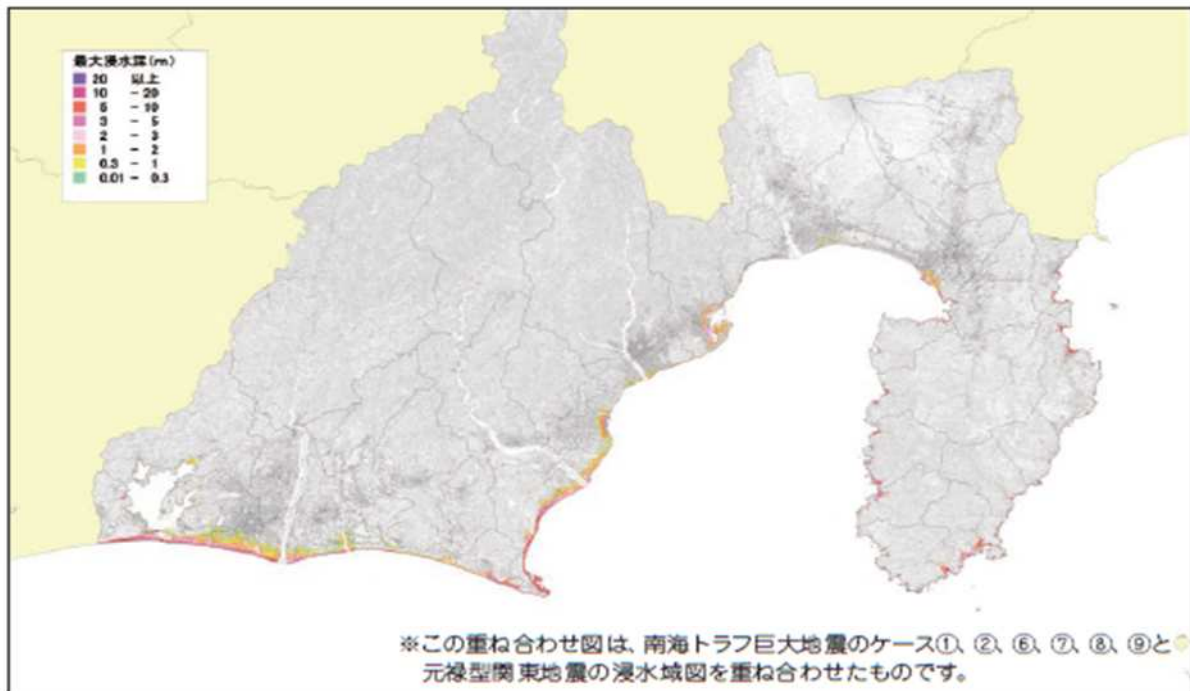 最大浸水深(m)
20 以上
10 - 20
5 - 10
3 - 5
2 - 3
1 - 2
0.3 - 1
0.01 - 0.3
※この重ね合わせ図は、南海トラフ巨大地震のケース①、②、⑥、⑦、⑧、⑨と
元禄型関東地震の浸水域図を重ね合わせたものです。